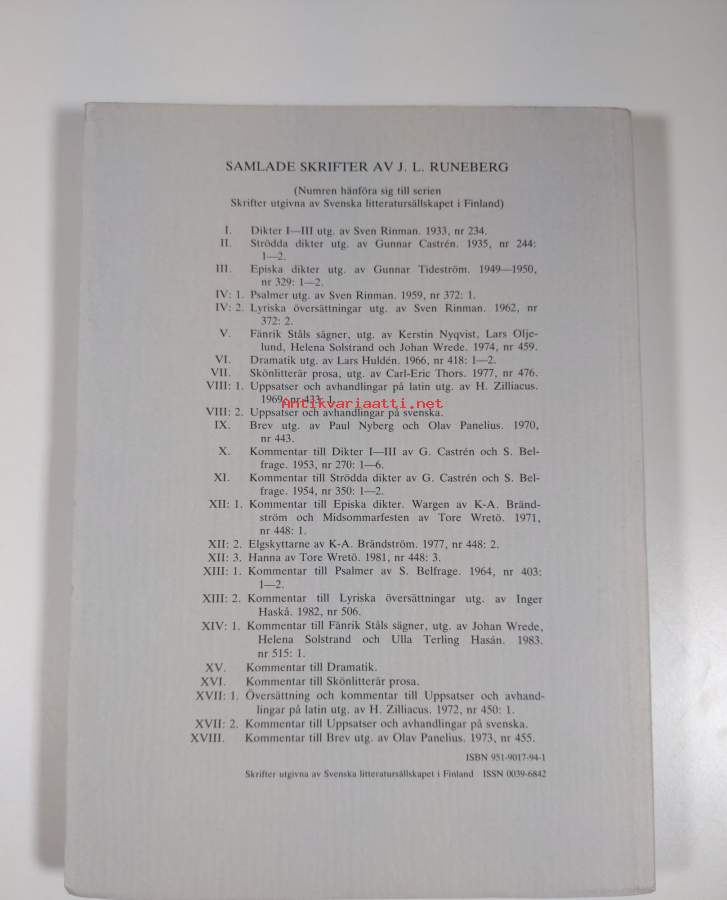 SAMLADE SKRIFTER AV J. L. RUNEBERG
(Numren hänföra sig till serien
Skrifter utgivna av Svenska litteratursällskapet i Finland)
I. Dikter I—III utg. av Sven Rinman. 1933, nr 234.
II. Strödda dikter utg. av Gunnar Castrén. 1935, nr 244:
1—2.
III. Episka dikter utg. av Gunnar Tideström. 1949—1950,
nr 329: 1—2.
IV: 1. Psalmer utg. av Sven Rinman. 1959, nr 372: 1.
IV: 2. Lyriska översättningar utg. av Sven Rinman. 1962, nr
372: 2.
V. Fänrik Ståls sägner, utg. av Kerstin Nyqvist, Lars Olje-
lund, Helena Solstrand och Johan Wrede. 1974, nr 459.
VI. Dramatik utg. av Lars Huldén. 1966, nr 418: 1—2.
VII. Skönlitterär prosa, utg. av Carl-Eric Thors. 1977, nr 476.
VIII: 1. Uppsatser och avhandlingar på latin utg. av H. Zilliacus.
1969, nr 433: 1.
Antikvariaatti.net
VIII: 2. Uppsatser och avhandlingar på svenska.
IX. Brev utg. av Paul Nyberg och Olav Panelius. 1970,
nr 443.
X. Kommentar till Dikter I—III av G. Castrén och S. Bel-
frage. 1953, nr 270: 1—6.
XI. Kommentar till Strödda dikter av G. Castrén och S. Bel-
frage. 1954, nr 350: 1—2.
XII: 1. Kommentar till Episka dikter. Wargen av K-A. Bränd-
ström och Midsommarfesten av Tore Wretö. 1971,
nr 448: 1.
XII: 2. Elgskyttarne av K-A. Brändström. 1977, nr 448: 2.
XII: 3. Hanna av Tore Wretö. 1981, nr 448: 3.
XIII: 1. Kommentar till Psalmer av S. Belfrage. 1964, nr 403:
1—2.
XIII: 2. Kommentar till Lyriska översättningar utg. av Inger
Haskå. 1982, nr 506.
XIV: 1. Kommentar till Fänrik Ståls sägner, utg. av Johan Wrede,
Helena Solstrand och Ulla Terling Hasán. 1983.
nr 515: 1.
XV. Kommentar till Dramatik.
XVI. Kommentar till Skönlitterär prosa.
XVII: 1. Översättning och kommentar till Uppsatser och avhand-
lingar på latin utg. av H. Zilliacus. 1972, nr 450: 1.
XVII: 2. Kommentar till Uppsatser och avhandlingar på svenska.
XVIII. Kommentar till Brev utg. av Olav Panelius. 1973, nr 455.
ISBN 951-9017-94-1
Skrifter utgivna av Svenska litteratursällskapet i Finland ISSN 0039-6842